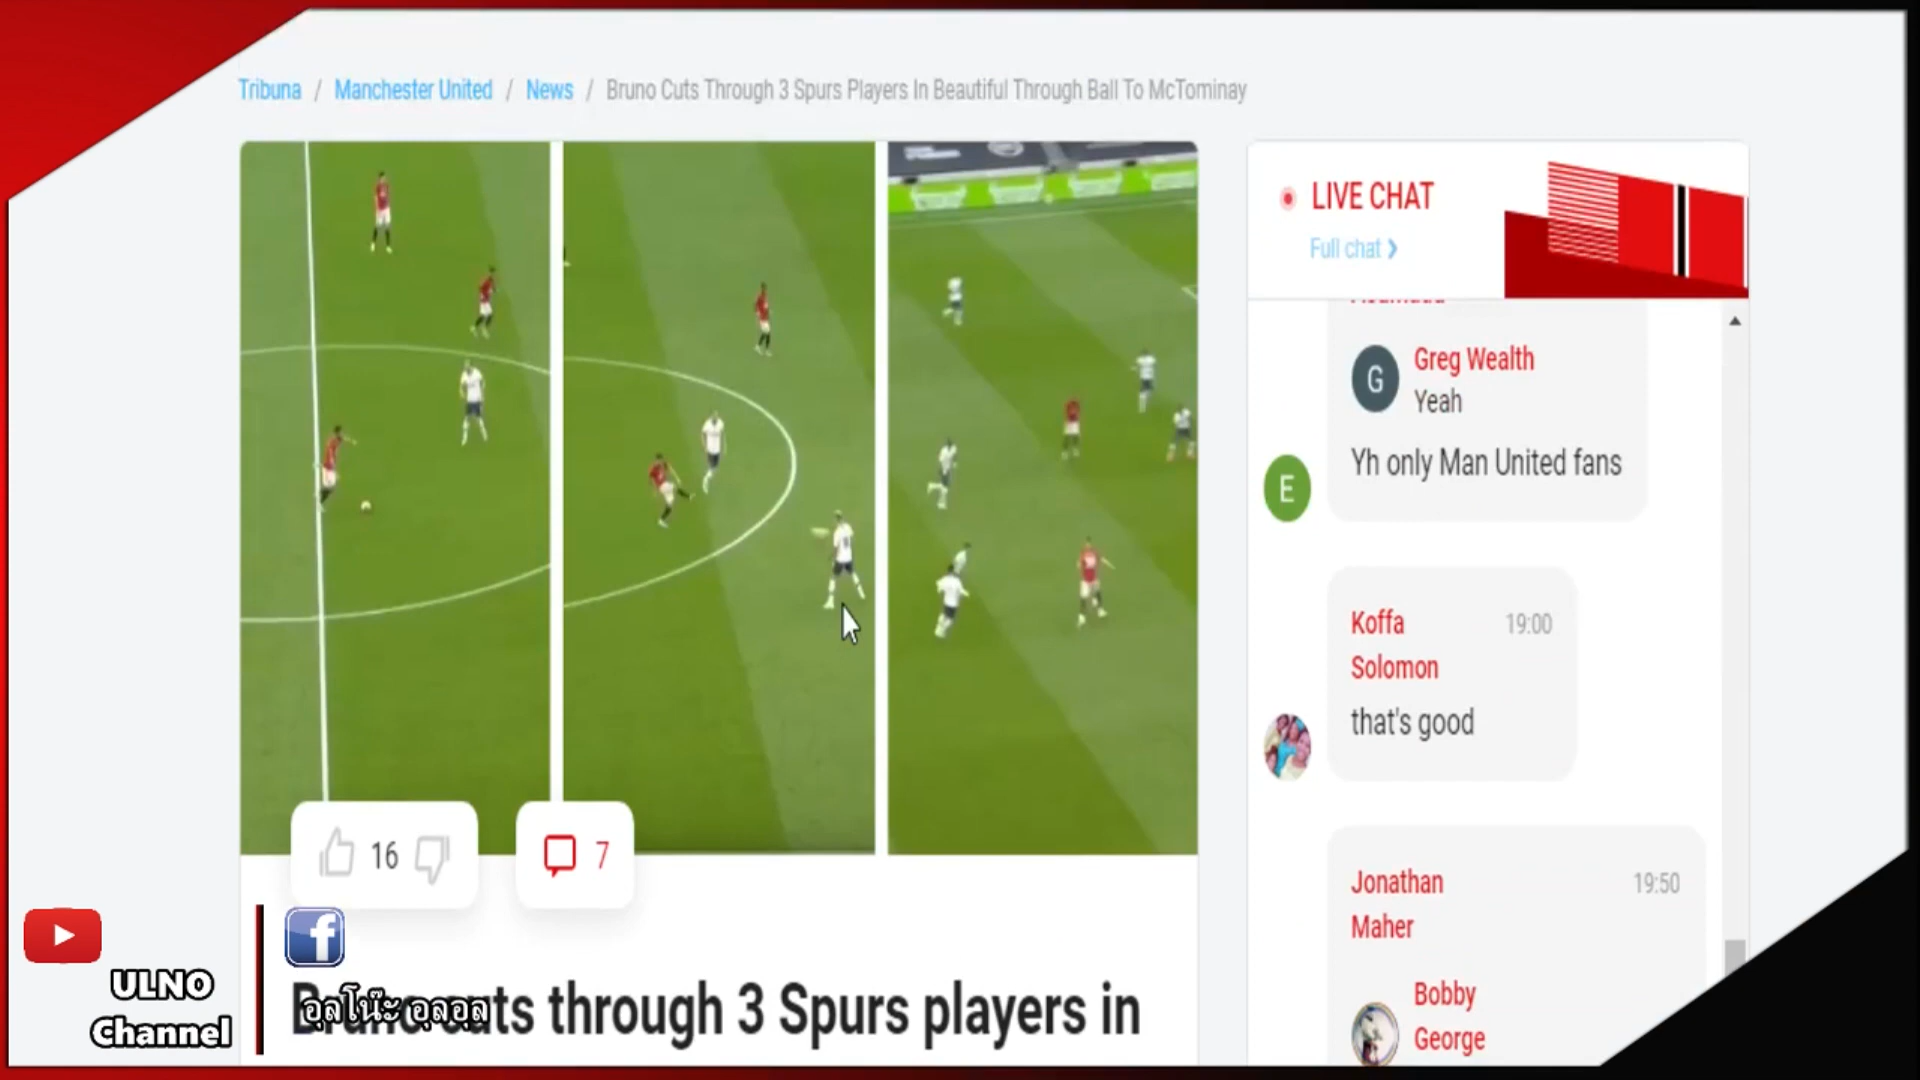 Tribuna / Manchester United / News / Bruno Cuts Through 3 Spurs Players In Beautiful Through Ball To McTominay
LIVE CHAT
Full chat ❯
G
Greg Wealth
Yeah
E
Yh only Man United fans
Koffa
Solomon
19:00
that's good
Jonathan
Maher
19:50
Bobby
George
16
7
f
ULNO
Channel
อุลโน๊ะ อุลอุล
Bruno cuts through 3 Spurs players in